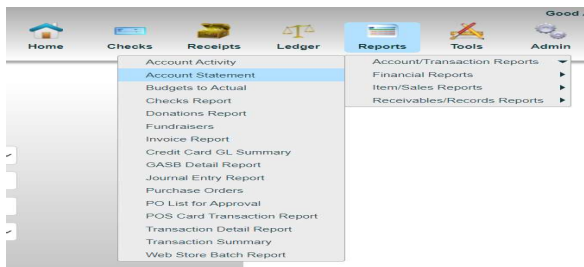 Good
Home Checks Receipts Ledger Reports Tools Admin
Account Activity
Account Statement
Budgets to Actual
Checks Report
Donations Report
Fundraisers
Invoice Report
Credit Card GL Summary
GASB Detail Report
Journal Entry Report
Purchase Orders
PO List for Approval
POS Card Transaction Report
Transaction Detail Report
Transaction Summary
Web Store Batch Report
Account/Transaction Reports
Financial Reports
Item/Sales Reports
Receivables/Records Reports